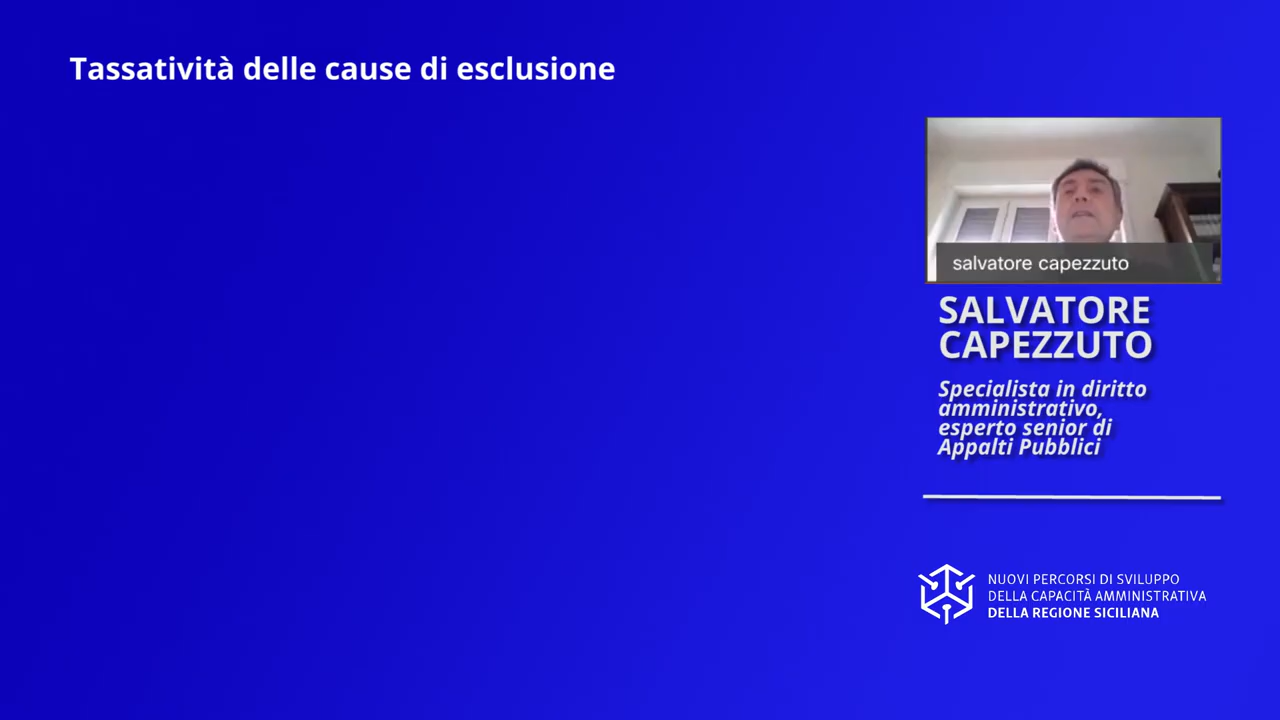 Tassatività delle cause di esclusione
salvatore capezzuto
SALVATORE
CAPEZZUTO
Specialista in diritto
amministrativo,
esperto senior di
Appalti Pubblici
NUOVI PERCORSI DI SVILUPPO
DELLA CAPACITÀ AMMINISTRATIVA
DELLA REGIONE SICILIANA